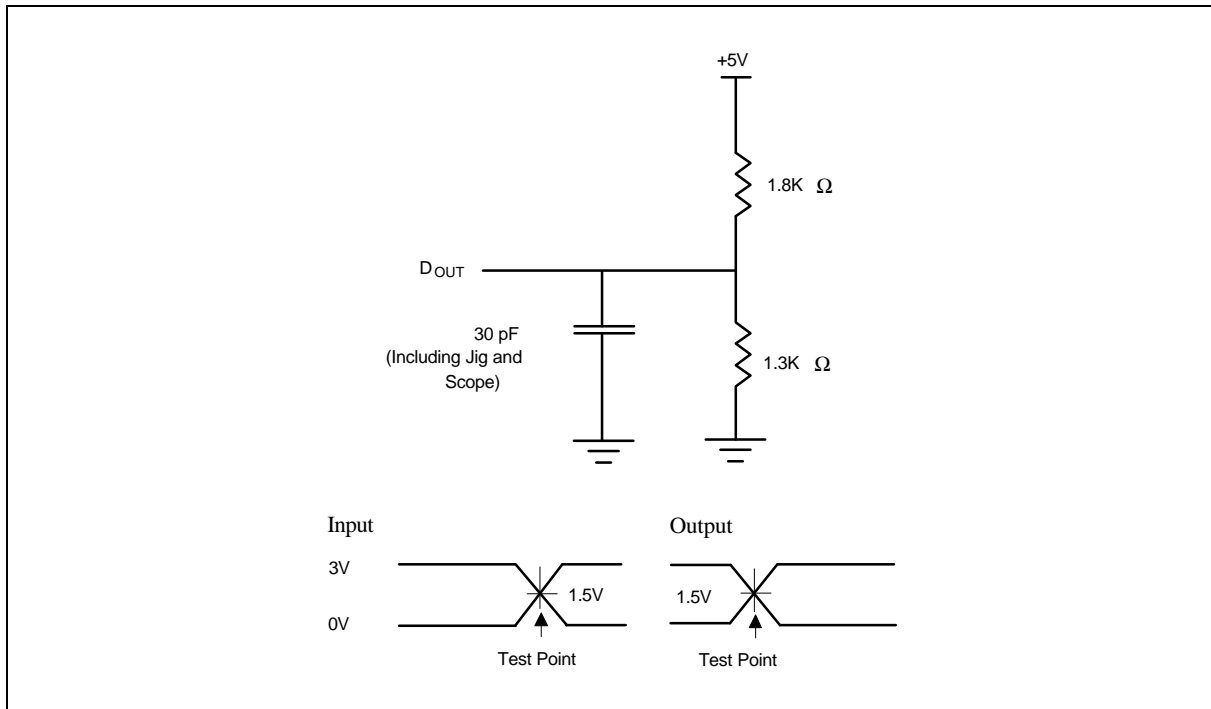 +5V
1.8K Ω
D OUT
30 pF
(Including Jig and
Scope)
1.3K Ω
Input
Output
3V
1.5V
1.5V
0V
Test Point
Test Point